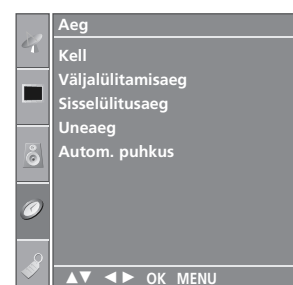 Aeg
Kell
Väljalülitamisaeg
Sisselülitusaeg
Uneaeg
Autom. puhkus
▲▼ ◄► OK MENU